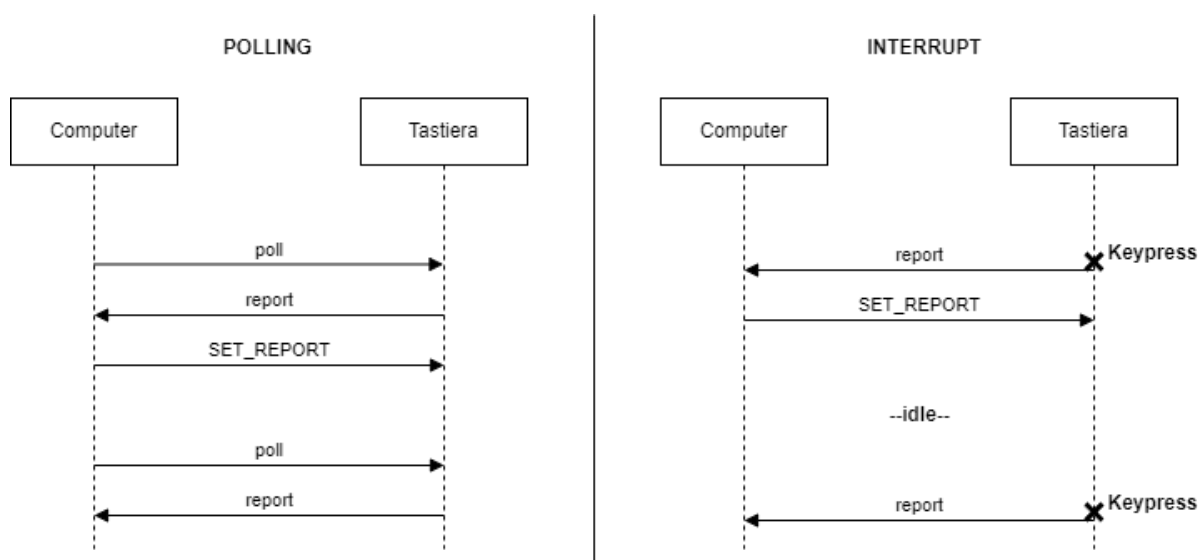 POLLING
Computer
Tastiera
poll
report
SET_REPORT
poll
report
INTERRUPT
Computer
Tastiera
Keypress
report
SET_REPORT
--idle--
Keypress
report